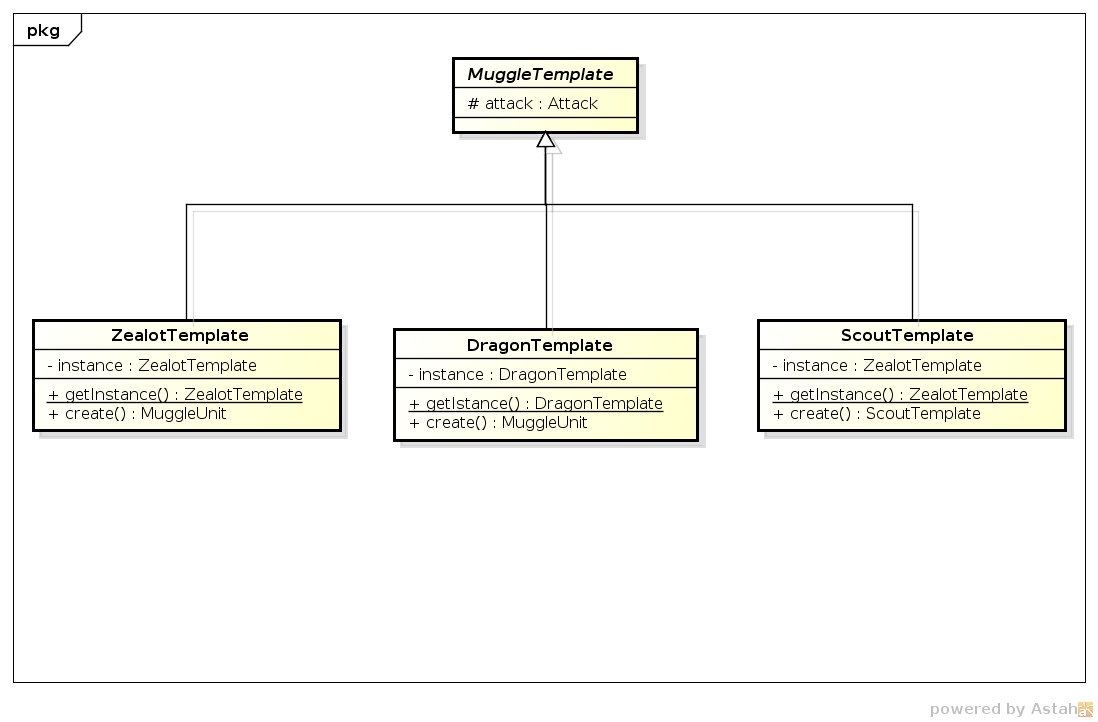 pkg
MuggleTemplate
# attack : Attack
ZealotTemplate
- instance : ZealotTemplate
+ getInstance() : ZealotTemplate
+ create() : MuggleUnit
DragonTemplate
- instance : DragonTemplate
+ getIstance() : DragonTemplate
+ create() : MuggleUnit
ScoutTemplate
- instance : ZealotTemplate
+ getInstance() : ZealotTemplate
+ create() : ScoutTemplate
powered by Astah